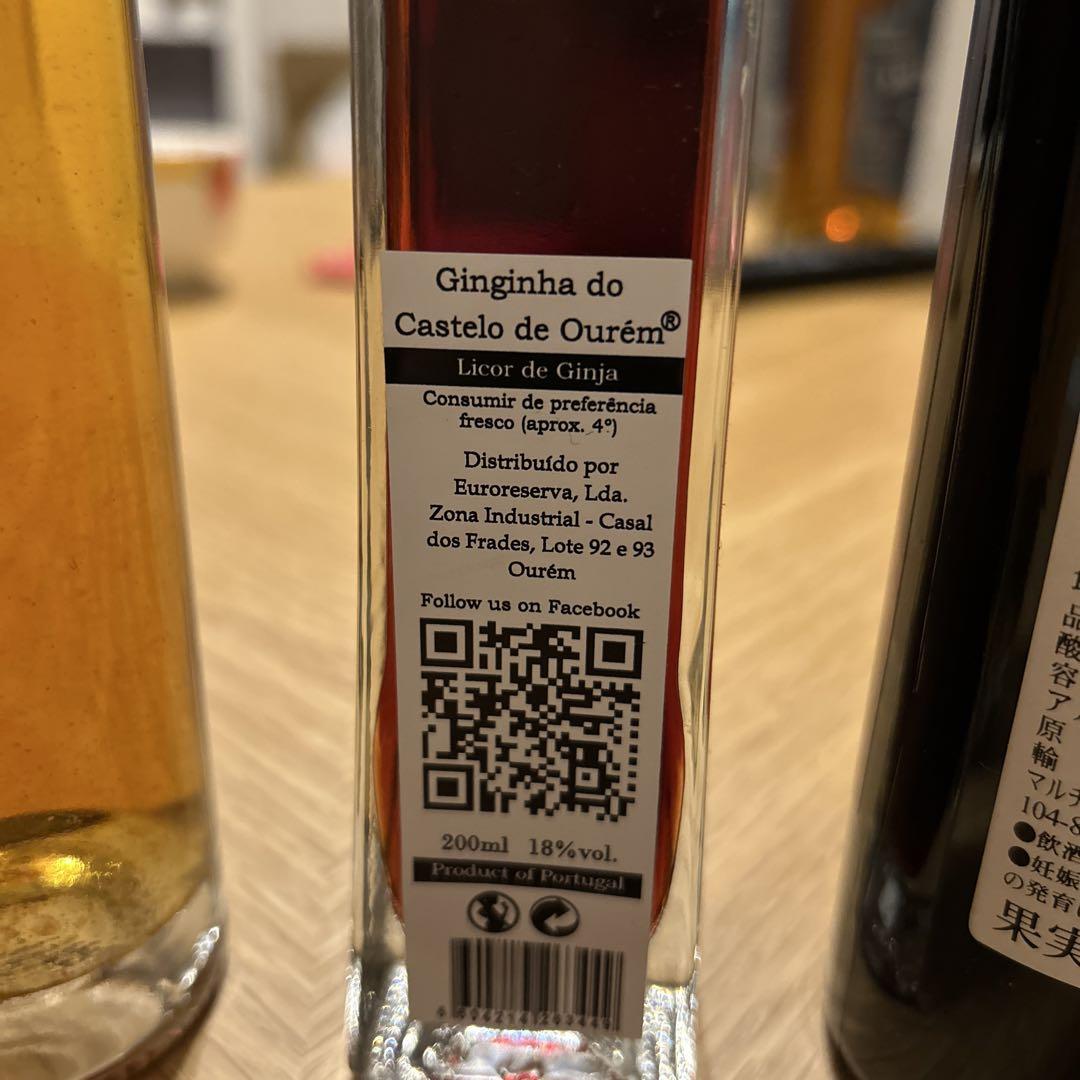 Ginginha do
Castelo de Ourém®
Licor de Ginja
Consumir de preferência
fresco (aprox. 4º)
Distribuído por
Euroreserva, Lda.
Zona Industrial - Casal
dos Frades, Lote 92 e 93
Ourém
Follow us on Facebook
200ml 18%vol.
Product of Portugal
品
酸
容
ア
原
輸
マルチ
104-8
●飲酒
●妊娠
の発育
果実